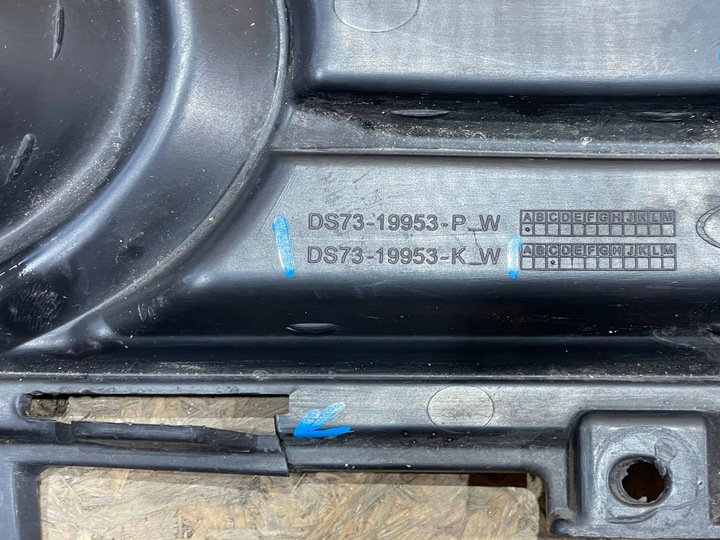 DS73-19953-P_W ABCDEFGHJKLM
DS73-19953-K_W ABCDEFGHJKLM